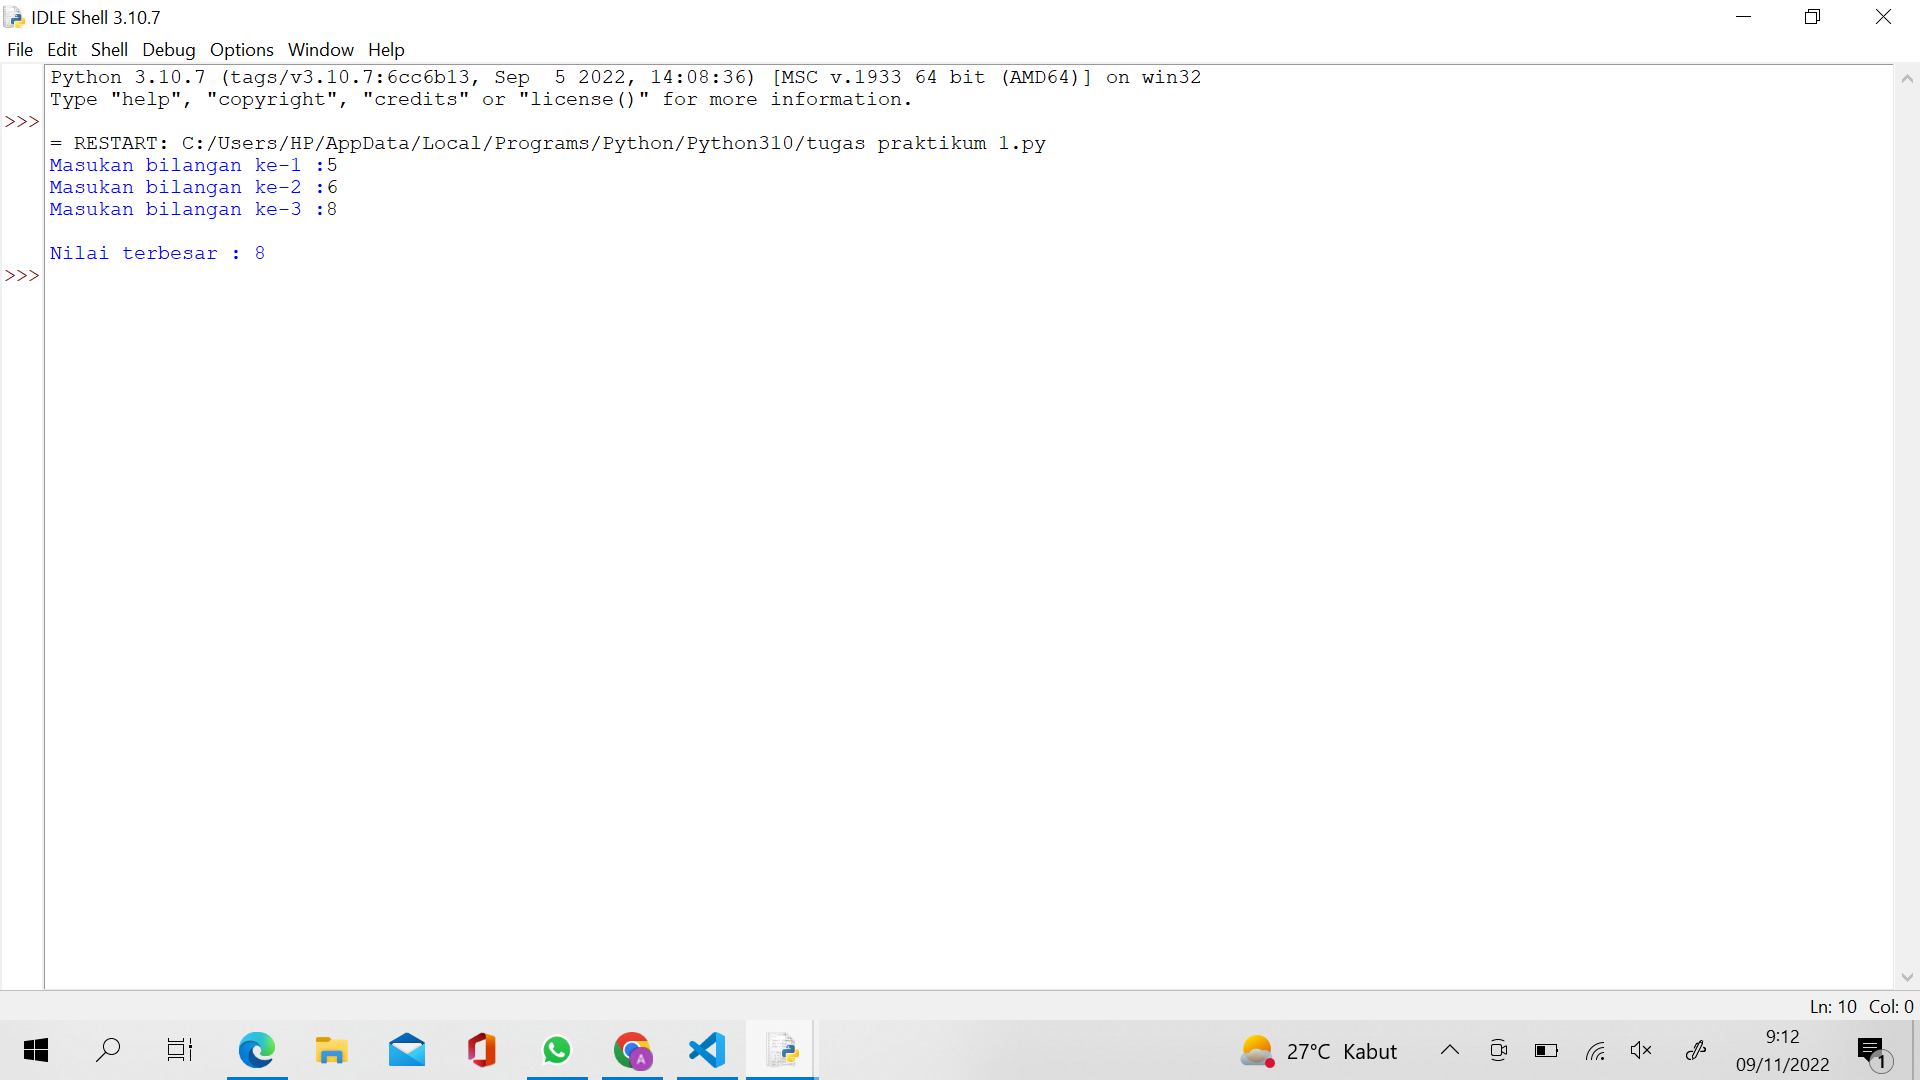 IDLE Shell 3.10.7
File Edit Shell Debug Options Window Help
Python 3.10.7 (tags/v3.10.7:6cc6b13, Sep  5 2022, 14:08:36) [MSC v.1933 64 bit (AMD64)] on win32
Type "help", "copyright", "credits" or "license()" for more information.
>>>
= RESTART: C:/Users/HP/AppData/Local/Programs/Python/Python310/tugas praktikum 1.py
Masukan bilangan ke-1 :5
Masukan bilangan ke-2 :6
Masukan bilangan ke-3 :8
Nilai terbesar : 8
>>>
Ln: 10 Col: 0
A
27°C Kabut
9:12
09/11/2022
1